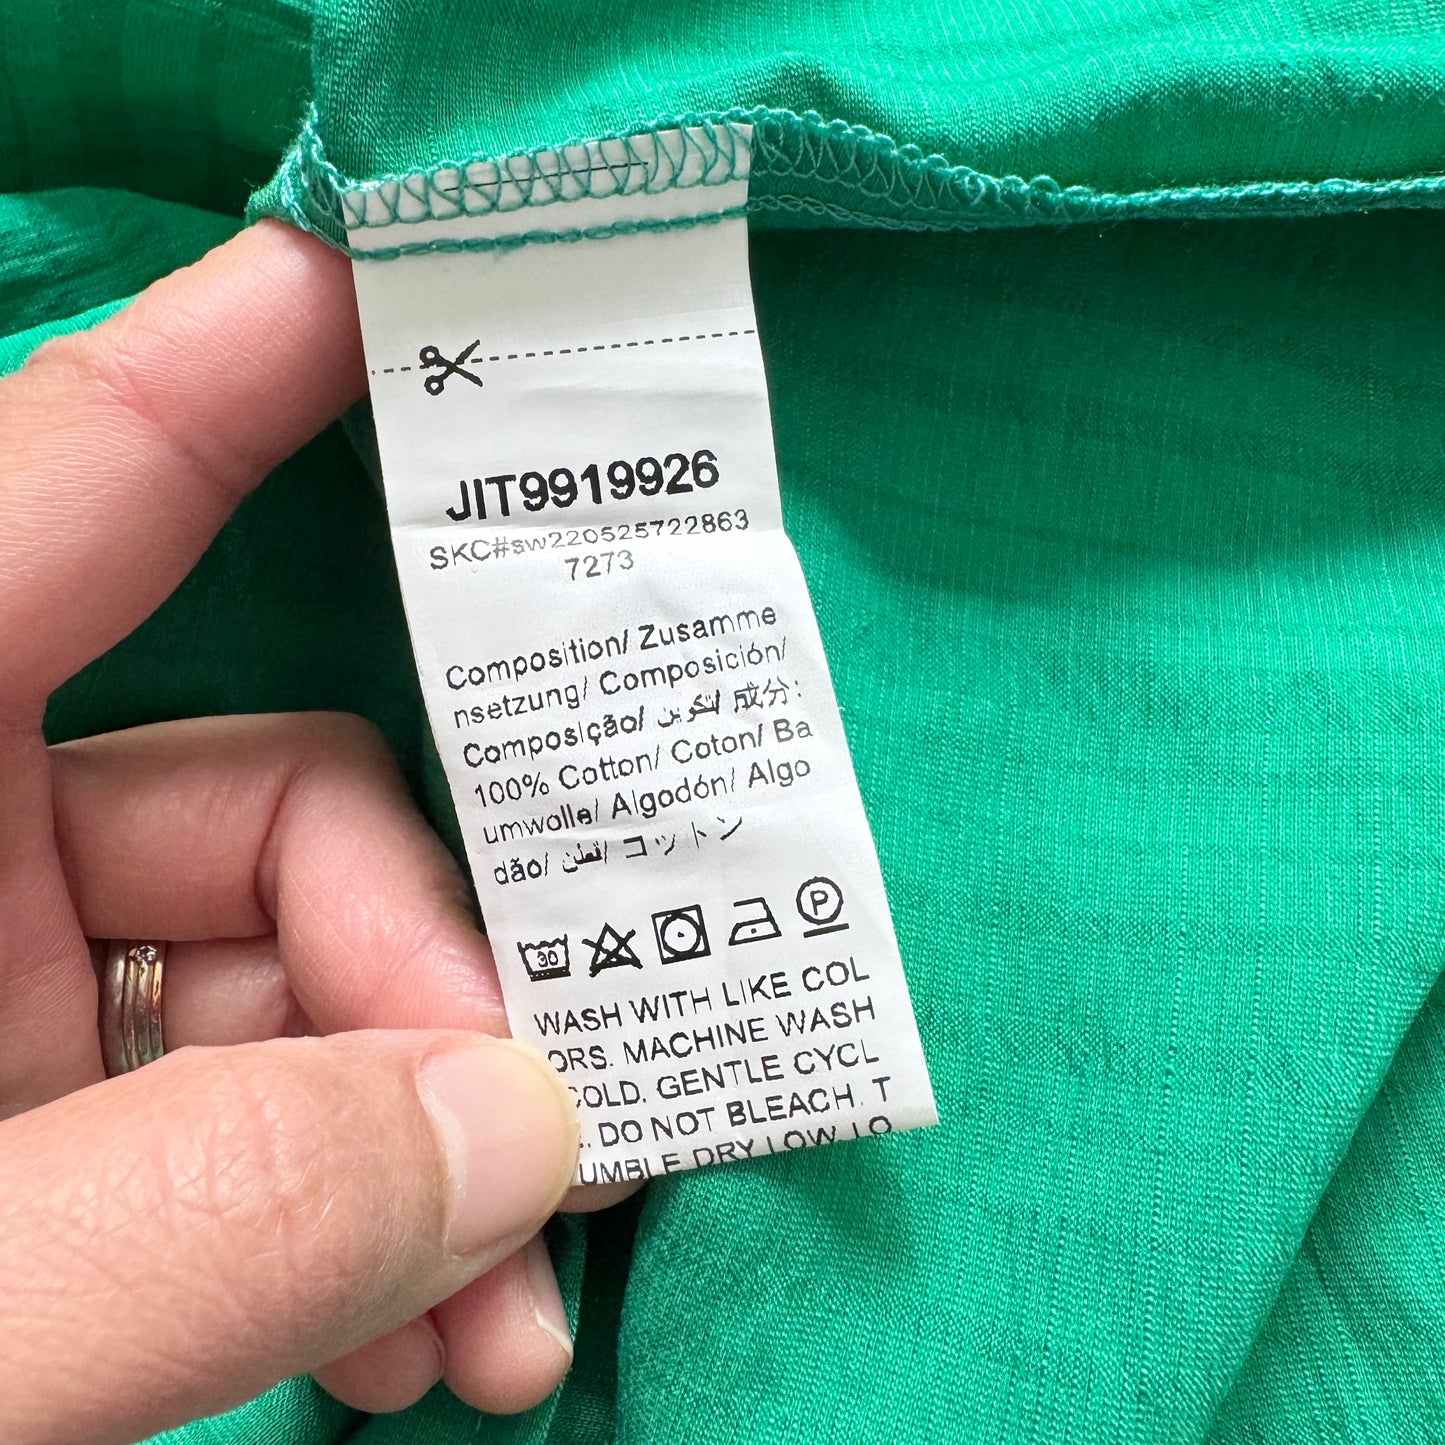 JIT9919926
SKC#sw220525722863
7273
Composition/ Zusamme
nsetzung/ Composición/
Composição/ التكوين/ 成分:
100% Cotton/ Coton/ Ba
umwolle/ Algodón/ Algo
dão/ قطن/ コットン
30 P
WASH WITH LIKE COL
ORS. MACHINE WASH
COLD. GENTLE CYCL
. DO NOT BLEACH. T
UMBLE DRY LOW.